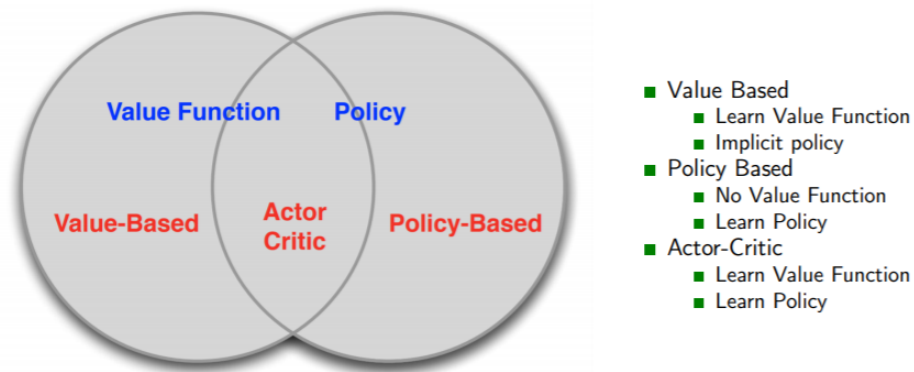 Value Function
Policy
Value-Based
Actor
Critic
Policy-Based
Value Based
Learn Value Function
Implicit policy
Policy Based
No Value Function
Learn Policy
Actor-Critic
Learn Value Function
Learn Policy